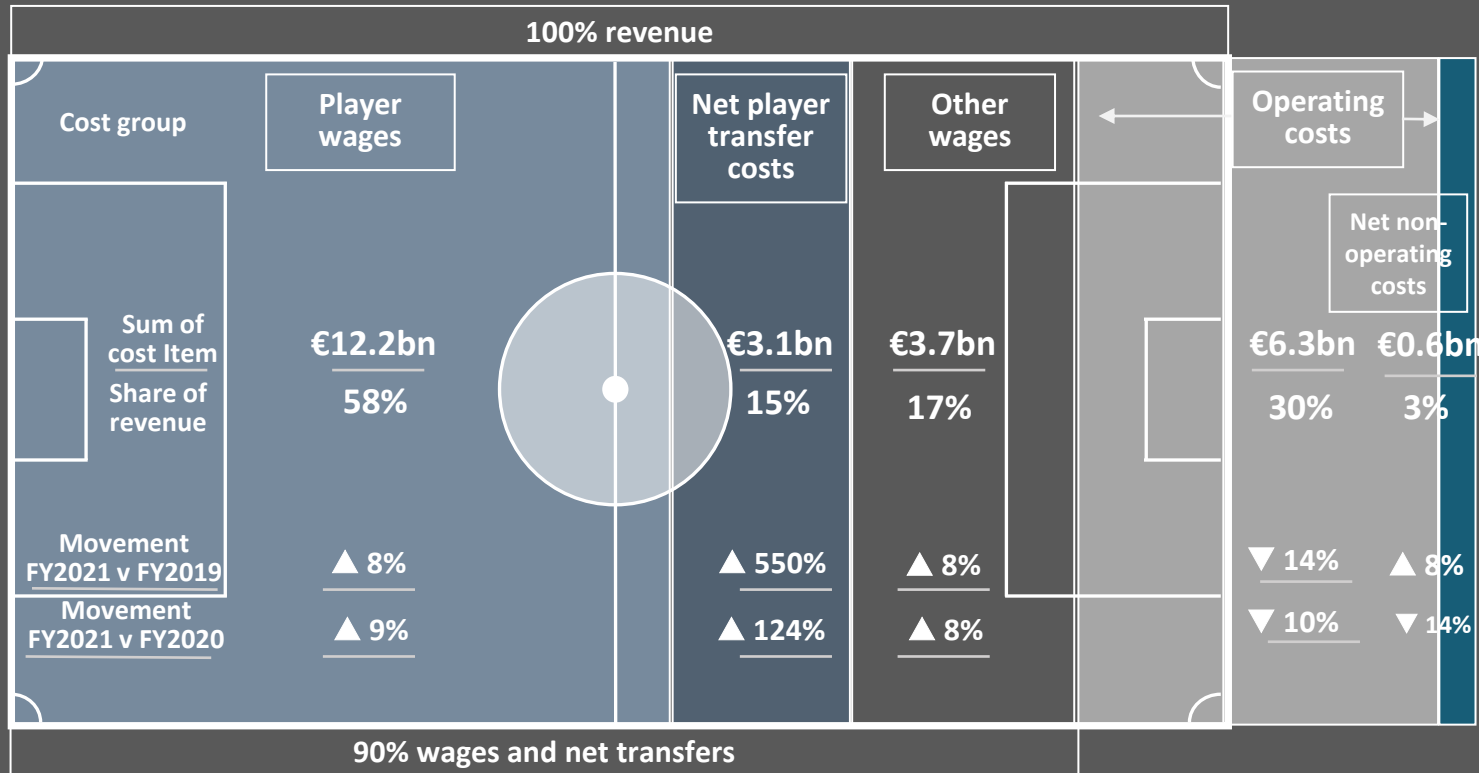 100% revenue
Cost group
Player
wages
Net player
transfer
costs
Other
wages
Operating
costs
Net non-
operating
costs
Sum of
cost Item
€12.2bn
€3.1bn
€3.7bn
€6.3bn
€0.6bn
Share of
revenue
58%
15%
17%
30%
3%
Movement
FY2021 v FY2019
▲ 8%
▲ 550%
▲ 8%
▼ 14%
▲ 8%
Movement
FY2021 v FY2020
▲ 9%
▲ 124%
▲ 8%
▼ 10%
▼ 14%
90% wages and net transfers